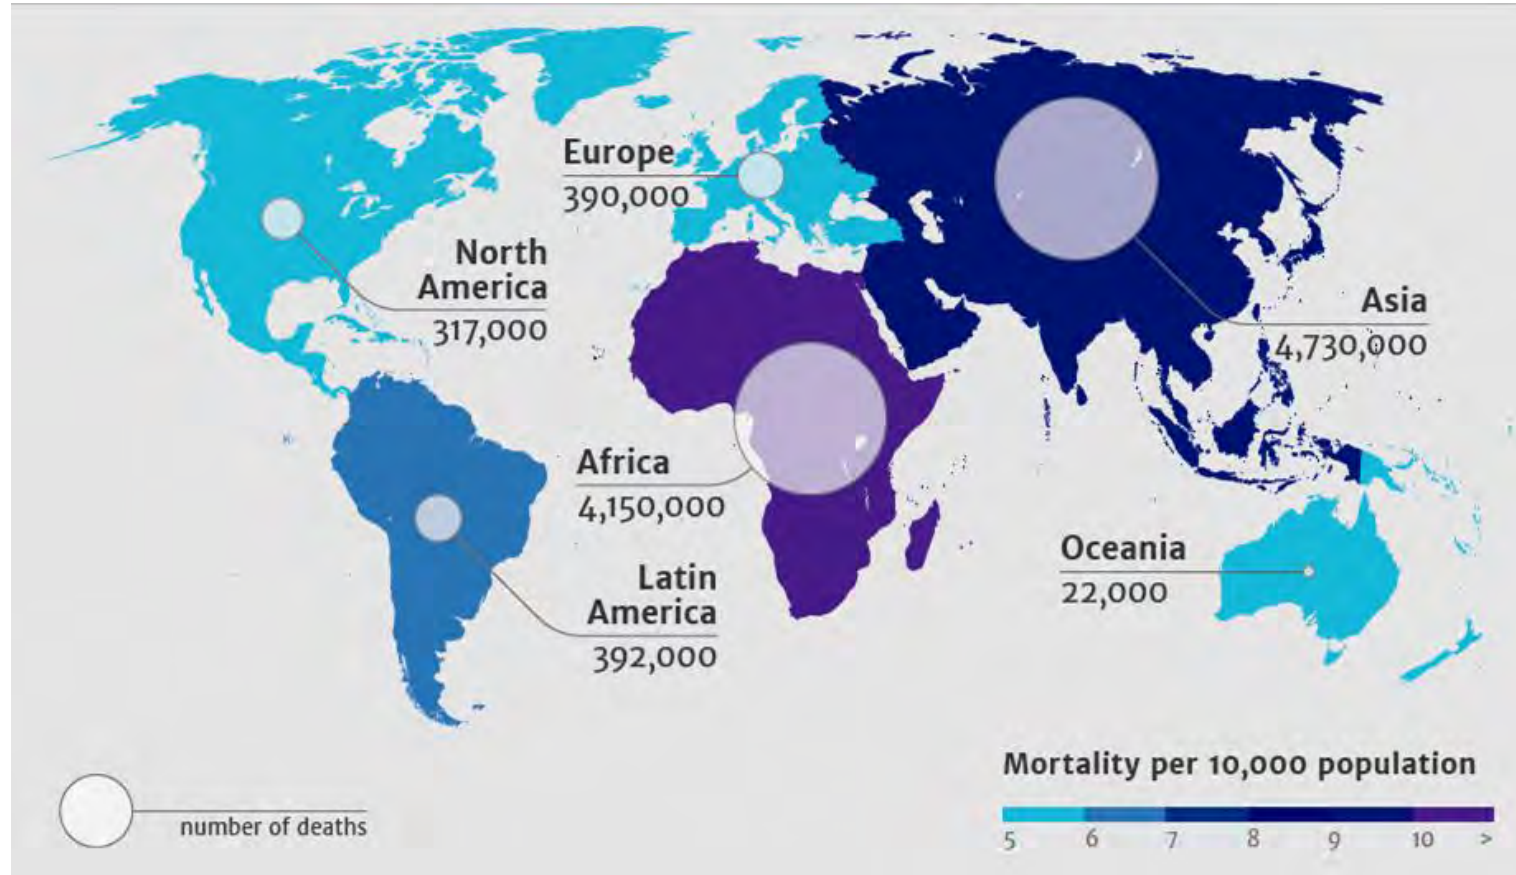 Europe
390,000
North
America
317,000
Asia
4,730,000
Africa
4,150,000
Oceania
22,000
Latin
America
392,000
Mortality per 10,000 population
5 6 7 8 9 10 >
number of deaths